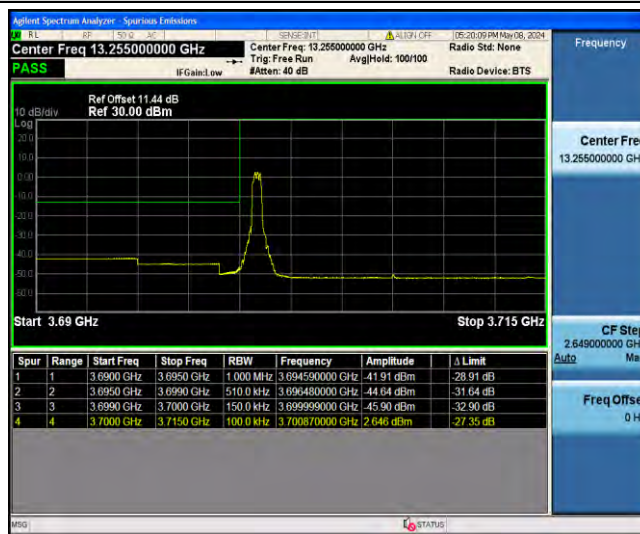 Agilent Spectrum Analyzer - Spurious Emissions
RL RF 50 Ω AC SENSE:INT ALIGN OFF 05:20:09 PM May 08, 2024
Center Freq 13.255000000 GHz
Center Freq: 13.255000000 GHz
Radio Std: None
PASS
IFGain:Low
Trig: Free Run Avg|Hold: 100/100
#Atten: 40 dB
Radio Device: BTS
Ref Offset 11.44 dB
10 dB/div Ref 30.00 dBm
Log
20.0
10.0
0.00
-10.0
-20.0
-30.0
-40.0
-50.0
-60.0
Start 3.69 GHz Stop 3.715 GHz
Spur Range Start Freq Stop Freq RBW Frequency Amplitude Δ Limit
1 1 3.6900 GHz 3.6950 GHz 1.000 MHz 3.694590000 GHz -41.91 dBm -28.91 dB
2 2 3.6950 GHz 3.6990 GHz 510.0 kHz 3.696480000 GHz -44.64 dBm -31.64 dB
3 3 3.6990 GHz 3.7000 GHz 150.0 kHz 3.699999000 GHz -45.90 dBm -32.90 dB
4 4 3.7000 GHz 3.7150 GHz 100.0 kHz 3.700870000 GHz 2.646 dBm -27.35 dB
MSG STATUS
Frequency
Center Fre
13.255000000 GH
CF Step
2.649000000 GH
Auto Ma
Freq Offse
0 H